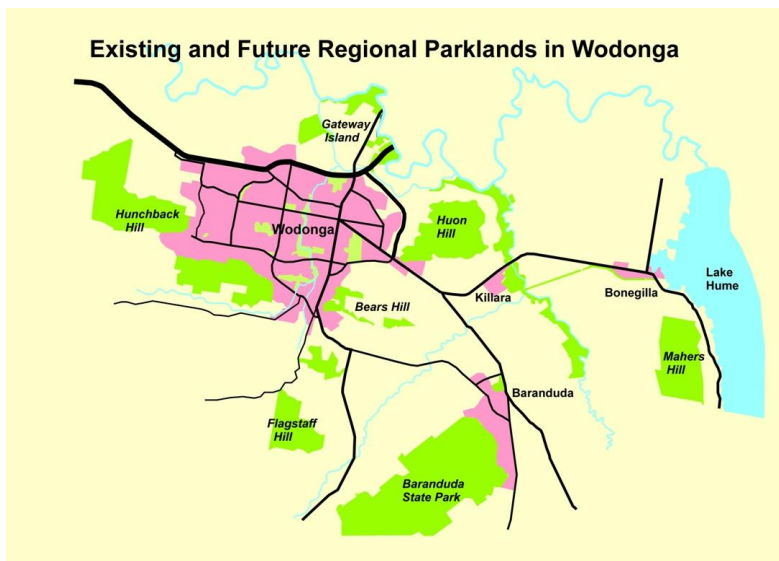 Existing and Future Regional Parklands in Wodonga
Gateway
Island
Hunchback
Hill
Wodonga
Huon
Hill
Lake
Hume
Killara
Bonegilla
Bears Hill
Mahers
Hill
Baranduda
Flagstaff
Hill
Baranduda
State Park